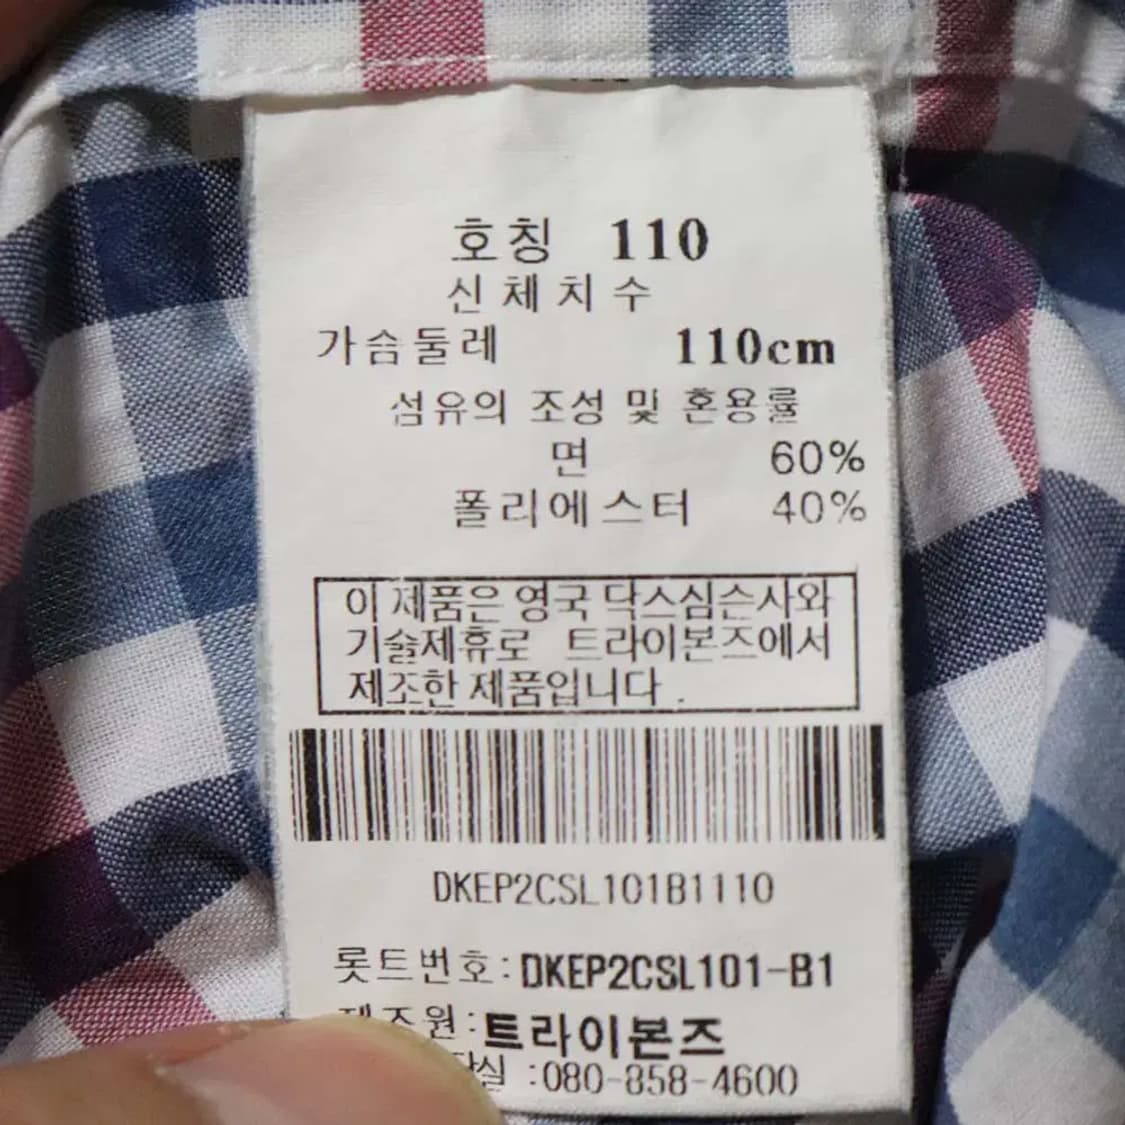 호칭 110
신체치수
가슴둘레 110cm
섬유의 조성 및 혼용률
면 60%
폴리에스터 40%
이 제품은 영국 닥스심슨사와
기술제휴로 트라이본즈에서
제조한 제품입니다.
DKEP2CSL101B1110
롯트번호:DKEP2CSL101-B1
제조원:트라이본즈
:080-858-4600